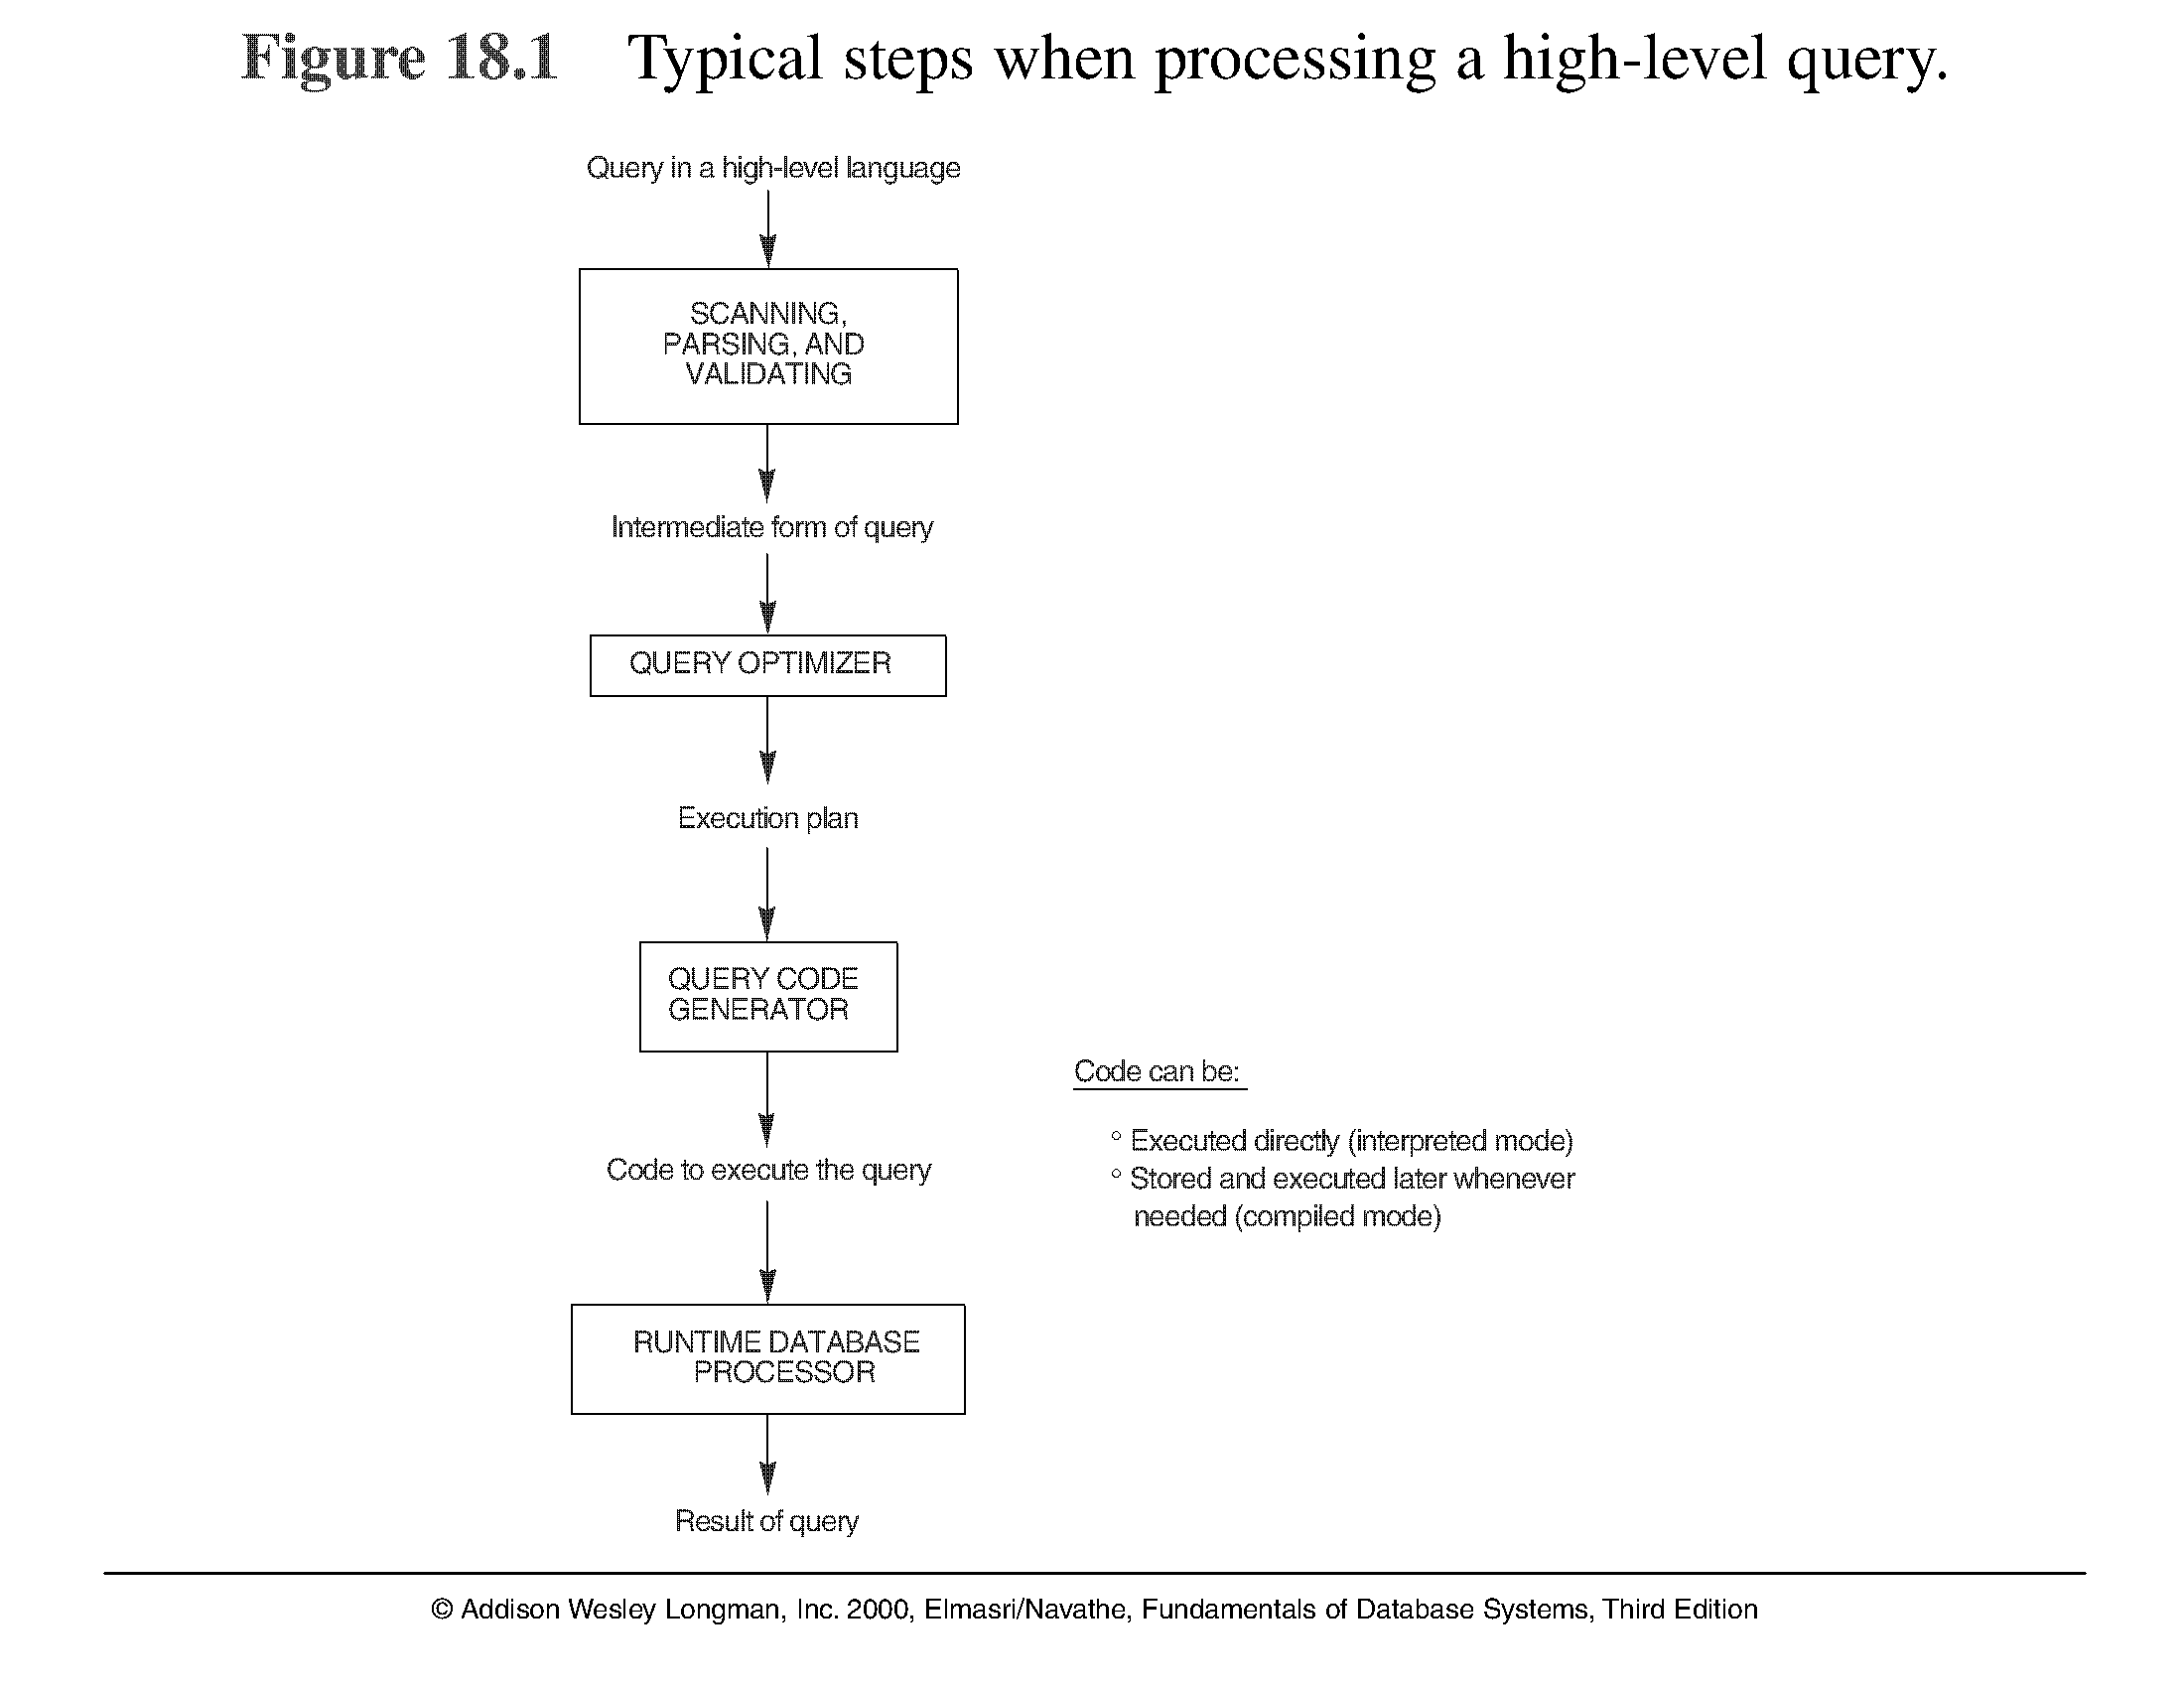 Figure 18.1 Typical steps when processing a high-level query.
Query in a high-level language
SCANNING,
PARSING, AND
VALIDATING
Intermediate form of query
QUERY OPTIMIZER
Execution plan
QUERY CODE
GENERATOR
Code can be:
° Executed directly (interpreted mode)
Code to execute the query
° Stored and executed later whenever
needed (compiled mode)
RUNTIME DATABASE
PROCESSOR
Result of query
© Addison Wesley Longman, Inc. 2000, Elmasri/Navathe, Fundamentals of Database Systems, Third Edition